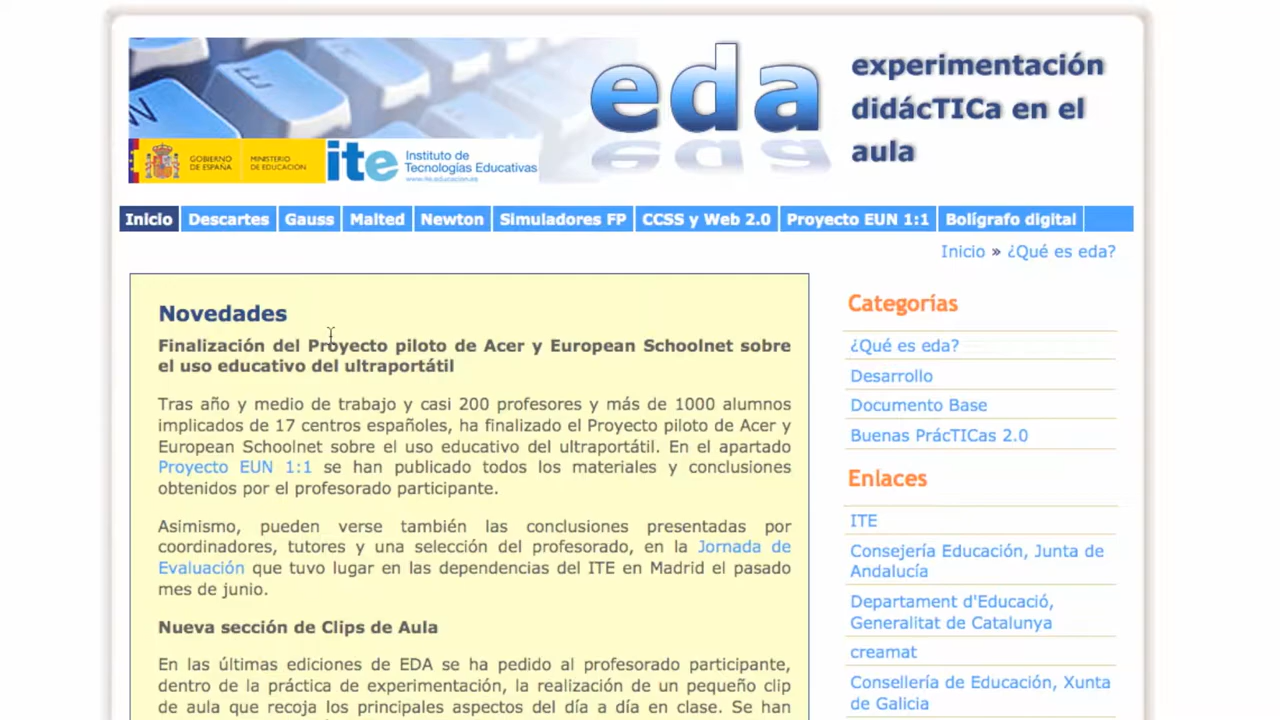 eda
experimentación
didácTICa en el
aula
GOBIERNO
DE ESPAÑA
MINISTERIO
DE EDUCACIÓN
ite
Instituto de
Tecnologías Educativas
www.ite.educacion.es
Inicio Descartes Gauss Malted Newton Simuladores FP CCSS y Web 2.0 Proyecto EUN 1:1 Bolígrafo digital
Inicio » ¿Qué es eda?
Novedades
Finalización del Proyecto piloto de Acer y European Schoolnet sobre
el uso educativo del ultraportátil
Tras año y medio de trabajo y casi 200 profesores y más de 1000 alumnos
implicados de 17 centros españoles, ha finalizado el Proyecto piloto de Acer y
European Schoolnet sobre el uso educativo del ultraportátil. En el apartado
Proyecto EUN 1:1 se han publicado todos los materiales y conclusiones
obtenidos por el profesorado participante.
Asimismo, pueden verse también las conclusiones presentadas por
coordinadores, tutores y una selección del profesorado, en la Jornada de
Evaluación que tuvo lugar en las dependencias del ITE en Madrid el pasado
mes de junio.
Nueva sección de Clips de Aula
En las últimas ediciones de EDA se ha pedido al profesorado participante,
dentro de la práctica de experimentación, la realización de un pequeño clip
de aula que recoja los principales aspectos del día a día en clase. Se han
Categorías
¿Qué es eda?
Desarrollo
Documento Base
Buenas PrácTICas 2.0
Enlaces
ITE
Consejería Educación, Junta de
Andalucía
Departament d'Educació,
Generalitat de Catalunya
creamat
Consellería de Educación, Xunta
de Galicia
W
E